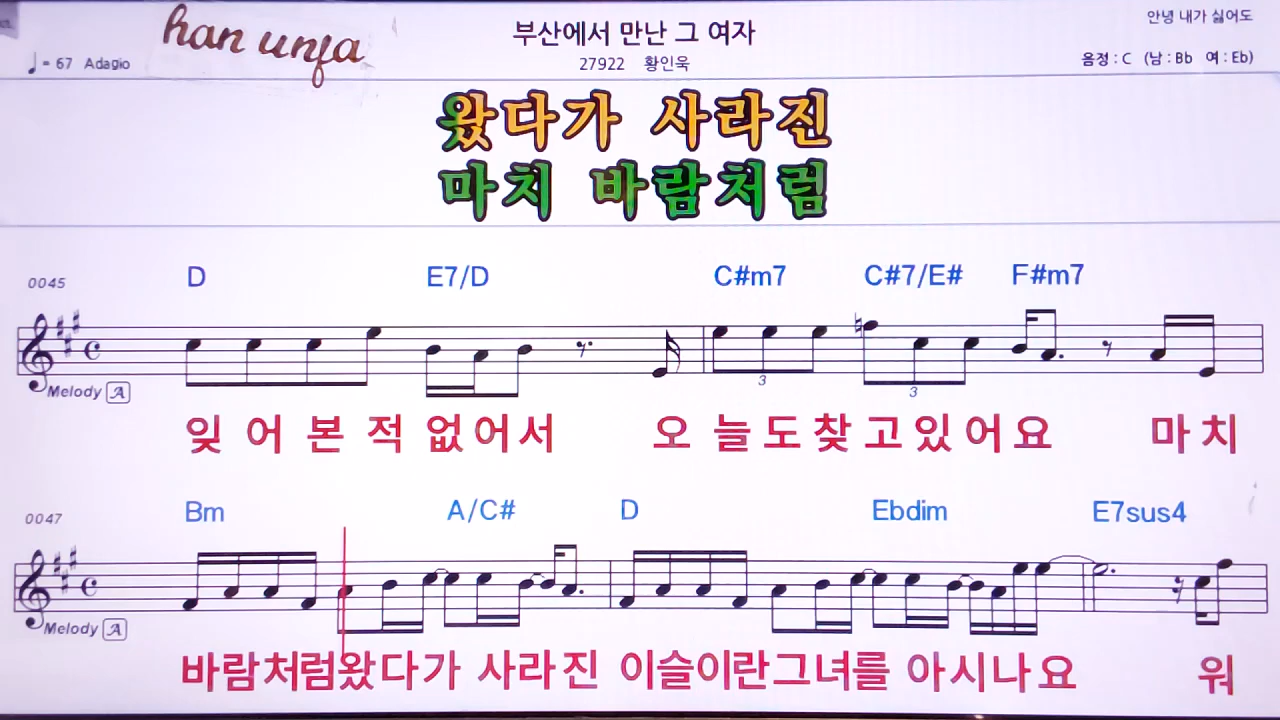 han unja
부산에서 만난 그 여자
안녕 내가 싫어도
♩= 67 Adagio
27922 황인욱
음정 : C (남 : Bb 여 : Eb)
왔다가 사라진
마치 바람처럼
0045
D E7/D C#m7 C#7/E# F#m7
3 3
Melody A
잊 어 본 적 없어서 오 늘도찾고있어요 마치
0047
Bm A/C# D Ebdim E7sus4
Melody A
바람처럼왔다가 사라진 이슬이란그녀를 아시나요 워